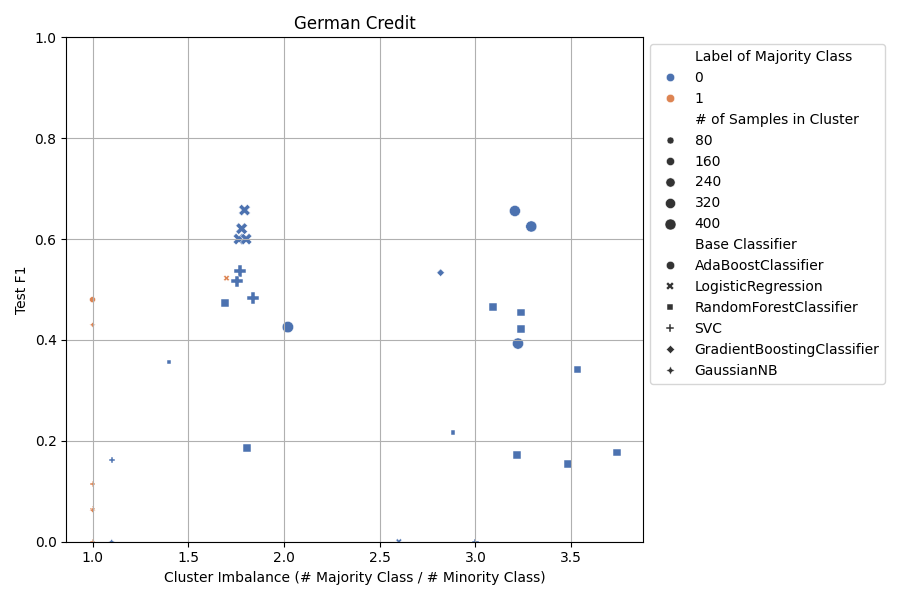 German Credit
Test F1
1.0
0.8
0.6
0.4
0.2
0.0
1.0 1.5 2.0 2.5 3.0 3.5
Cluster Imbalance (# Majority Class / # Minority Class)
Label of Majority Class
0
1
# of Samples in Cluster
80
160
240
320
400
Base Classifier
AdaBoostClassifier
LogisticRegression
RandomForestClassifier
SVC
GradientBoostingClassifier
GaussianNB